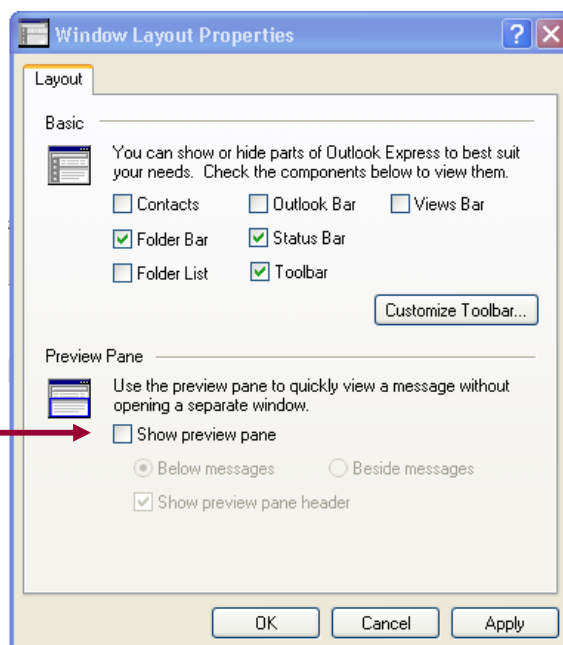 Window Layout Properties
Layout
Basic
You can show or hide parts of Outlook Express to best suit
your needs. Check the components below to view them.
Contacts Outlook Bar Views Bar
Folder Bar Status Bar
Folder List Toolbar
Customize Toolbar...
Preview Pane
Use the preview pane to quickly view a message without
opening a separate window.
Show preview pane
Below messages Beside messages
Show preview pane header
OK Cancel Apply